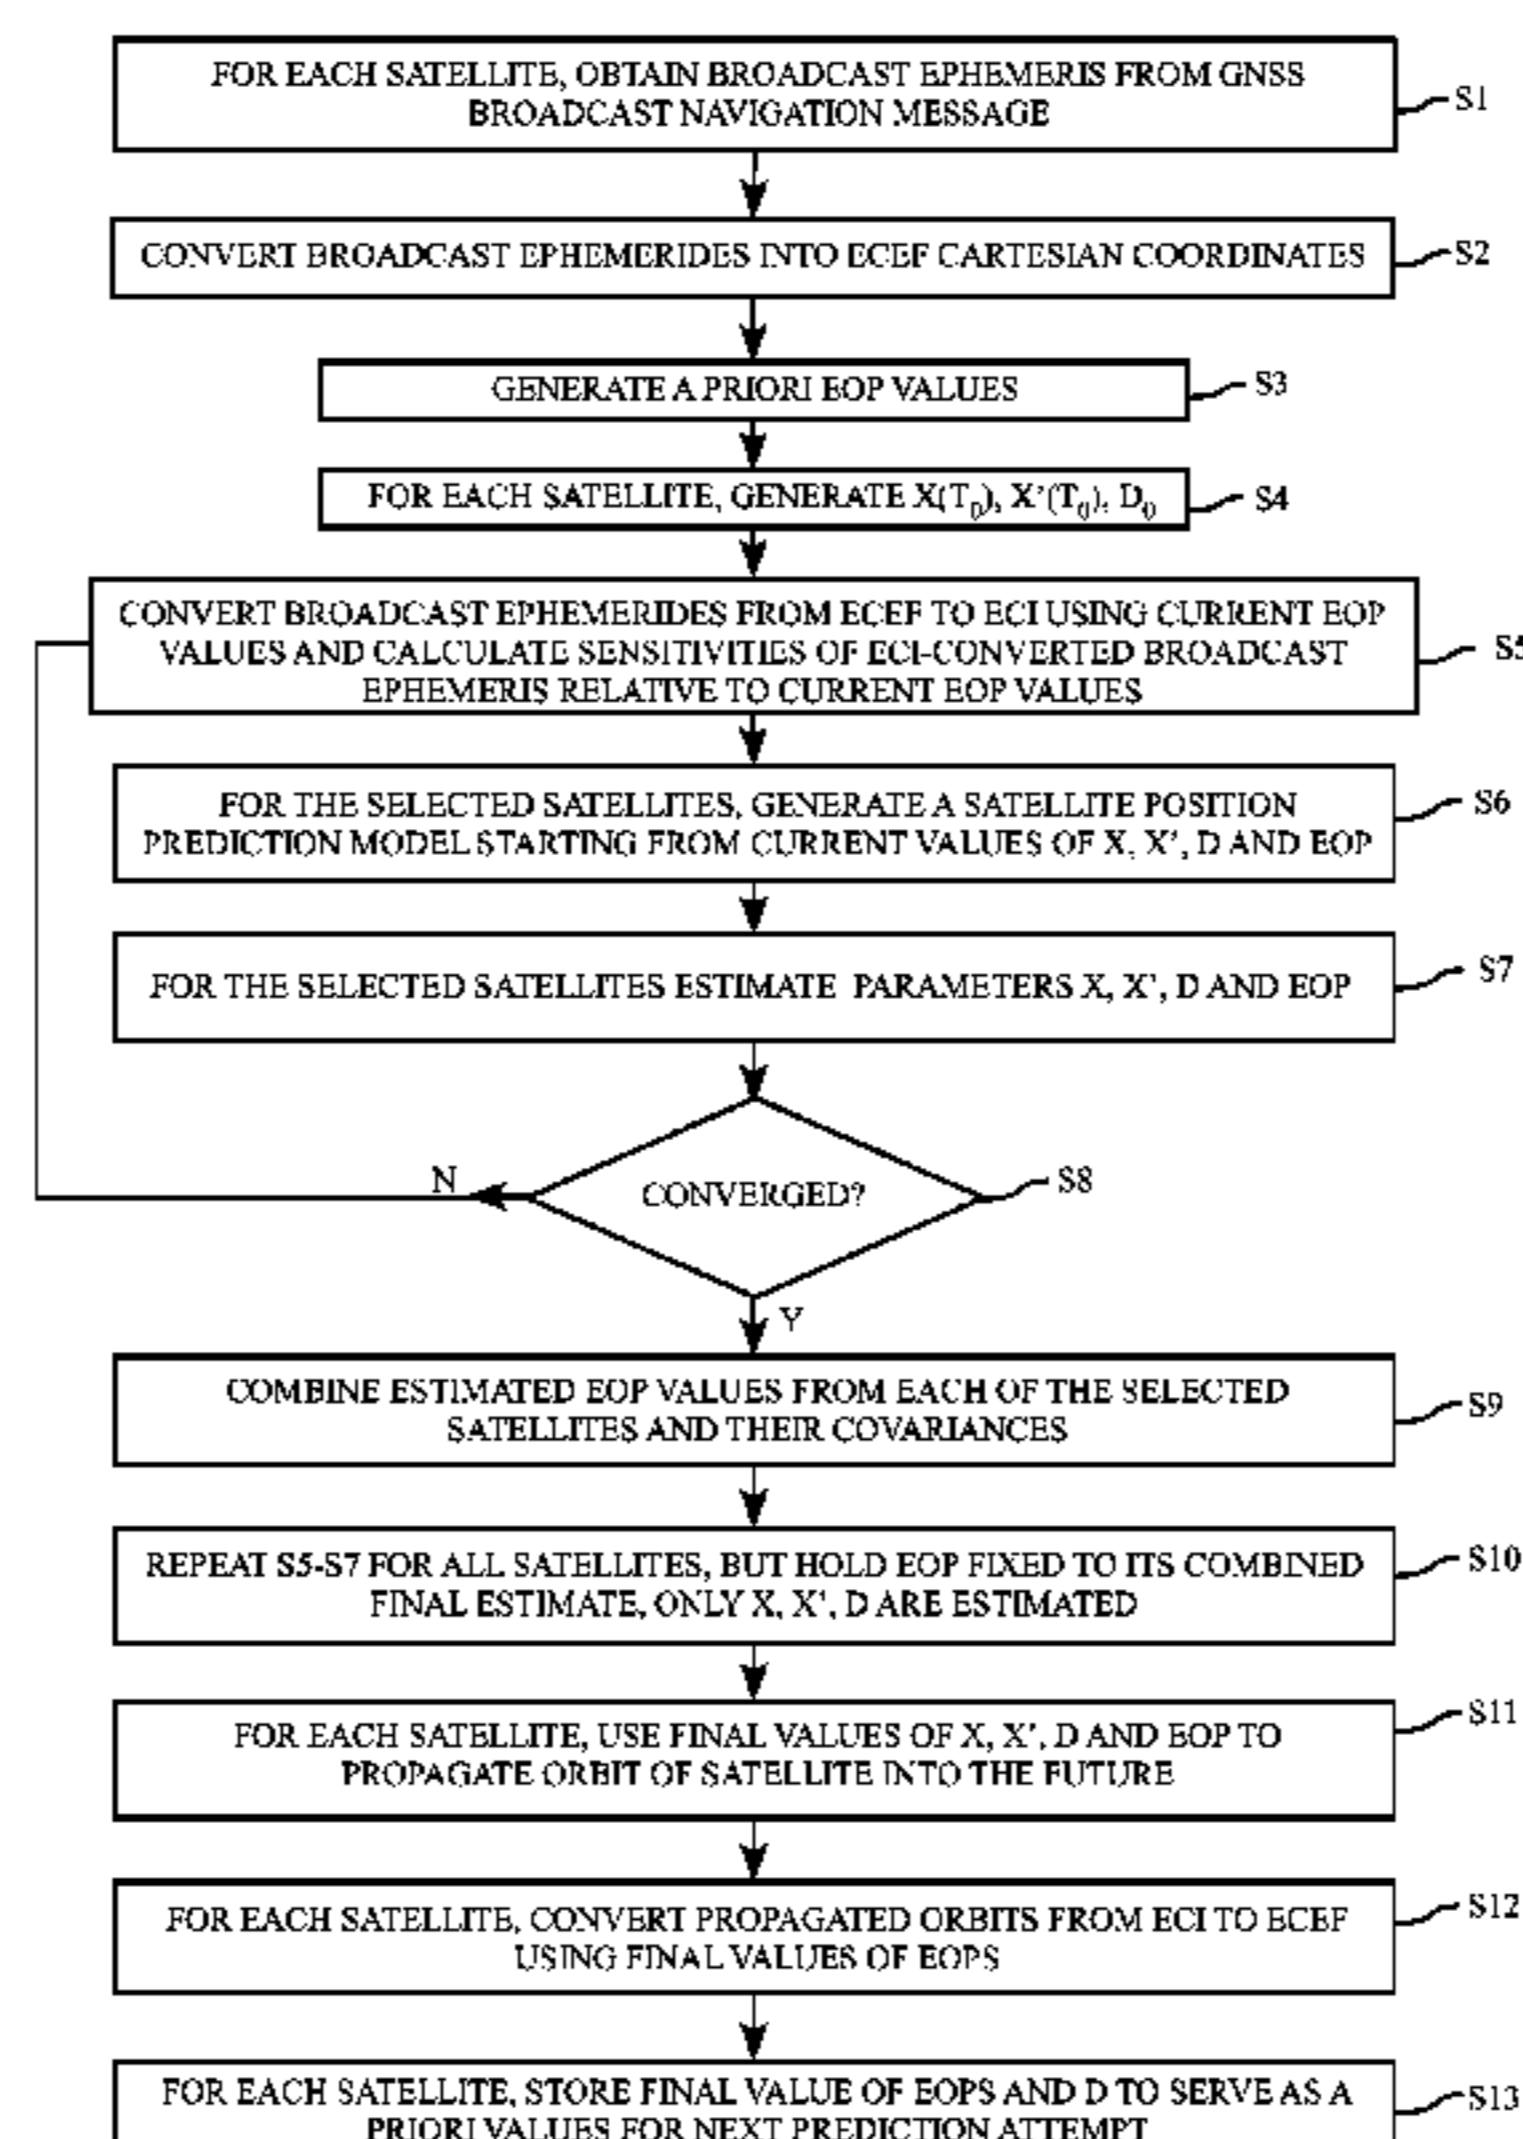 FOR EACH SATELLITE, OBTAIN BROADCAST EPHEMERIS FROM GNSS
BROADCAST NAVIGATION MESSAGE
S1
CONVERT BROADCAST EPHEMERIDES INTO ECEF CARTESIAN COORDINATES
S2
GENERATE A PRIORI EOP VALUES
S3
FOR EACH SATELLITE, GENERATE X(T0), X'(T0), D0
S4
CONVERT BROADCAST EPHEMERIDES FROM ECEF TO ECI USING CURRENT EOP
VALUES AND CALCULATE SENSITIVITIES OF ECI-CONVERTED BROADCAST
EPHEMERIS RELATIVE TO CURRENT EOP VALUES
S5
FOR THE SELECTED SATELLITES, GENERATE A SATELLITE POSITION
PREDICTION MODEL STARTING FROM CURRENT VALUES OF X, X', D AND EOP
S6
FOR THE SELECTED SATELLITES ESTIMATE PARAMETERS X, X', D AND EOP
S7
N
CONVERGED?
S8
Y
COMBINE ESTIMATED EOP VALUES FROM EACH OF THE SELECTED
SATELLITES AND THEIR COVARIANCES
S9
REPEAT S5-S7 FOR ALL SATELLITES, BUT HOLD EOP FIXED TO ITS COMBINED
FINAL ESTIMATE, ONLY X, X', D ARE ESTIMATED
S10
FOR EACH SATELLITE, USE FINAL VALUES OF X, X', D AND EOP TO
PROPAGATE ORBIT OF SATELLITE INTO THE FUTURE
S11
FOR EACH SATELLITE, CONVERT PROPAGATED ORBITS FROM ECI TO ECEF
USING FINAL VALUES OF EOPS
S12
FOR EACH SATELLITE, STORE FINAL VALUE OF EOPS AND D TO SERVE AS A
PRIORI VALUES FOR NEXT PREDICTION ATTEMPT
S13